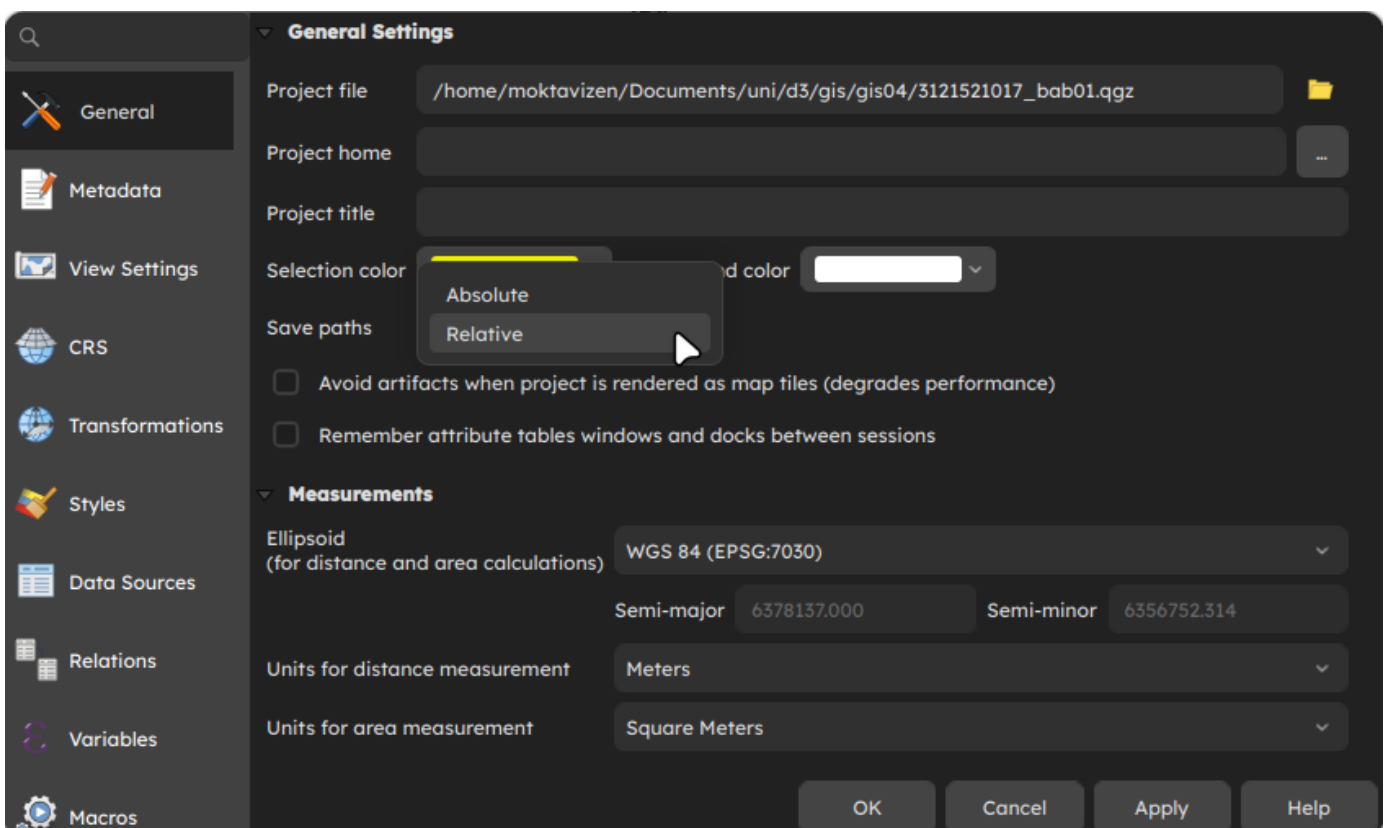 General Settings
General
Metadata
View Settings
CRS
Transformations
Styles
Data Sources
Relations
Variables
Macros
Project file /home/moktavizen/Documents/uni/d3/gis/gis04/3121521017_bab01.qgz
Project home ...
Project title
Selection color d color
Absolute
Save paths
Relative
Avoid artifacts when project is rendered as map tiles (degrades performance)
Remember attribute tables windows and docks between sessions
Measurements
Ellipsoid
(for distance and area calculations) WGS 84 (EPSG:7030)
Semi-major 6378137.000 Semi-minor 6356752.314
Units for distance measurement Meters
Units for area measurement Square Meters
OK Cancel Apply Help